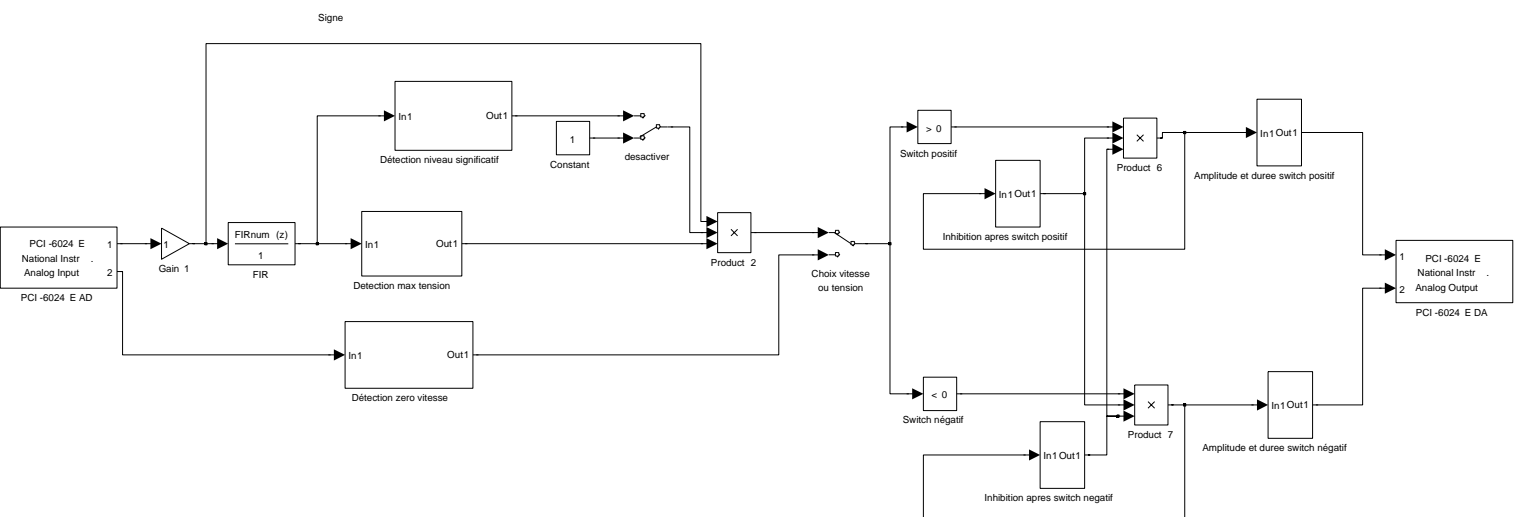 Signe
In1
Out1
Détection niveau significatif
1
Constant
desactiver
> 0
Switch positif
×
Product 6
In1 Out1
Amplitude et duree switch positif
In1 Out1
Inhibition apres switch positif
PCI -6024 E
National Instr .
Analog Input
1
2
PCI -6024 E AD
1
Gain 1
FIRnum (z)
1
FIR
In1
Out1
Detection max tension
×
Product 2
Choix vitesse
ou tension
1
2
PCI -6024 E
National Instr .
Analog Output
PCI -6024 E DA
In1
Out1
Détection zero vitesse
< 0
Switch négatif
×
Product 7
In1 Out1
Amplitude et duree switch négatif
In1 Out1
Inhibition apres switch negatif